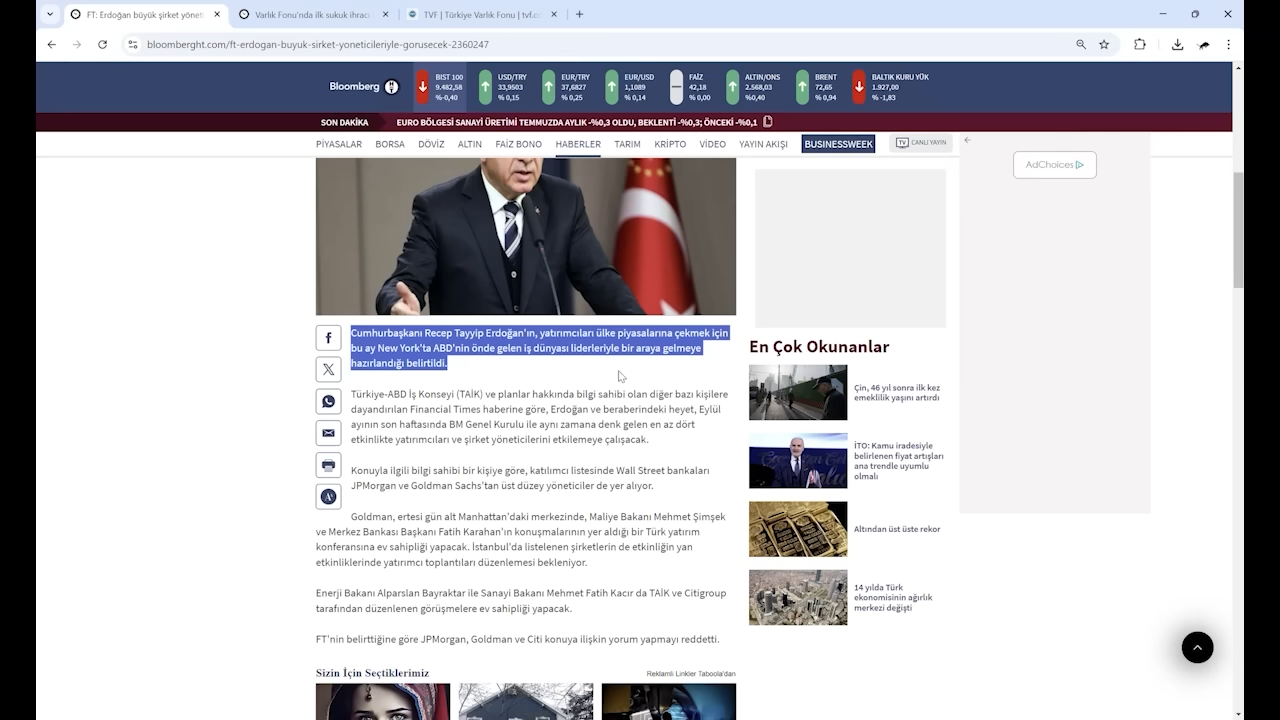 FT: Erdoğan büyük şirket yöneti
Varlık Fonu'nda ilk sukuk ihracı
TVF | Türkiye Varlık Fonu | tvf.co
bloomberght.com/ft-erdogan-buyuk-sirket-yoneticileriyle-gorusecek-2360247
Bloomberg HT
BIST 100
9.482,58
%-0,40
USD/TRY
33,9503
% 0,15
EUR/TRY
37,6827
% 0,25
EUR/USD
1,1089
% 0,14
FAİZ
42,18
% 0,00
ALTIN/ONS
2.568,03
%0,40
BRENT
72,65
% 0,94
BALTIK KURU YÜK
1.927,00
% -1,83
SON DAKİKA
EURO BÖLGESİ SANAYİ ÜRETİMİ TEMMUZDA AYLIK -%0,3 OLDU, BEKLENTİ -%0,3; ÖNCEKİ -%0,1
PİYASALAR BORSA DÖVİZ ALTIN FAİZ BONO HABERLER TARIM KRİPTO VİDEO YAYIN AKIŞI BUSINESSWEEK TV CANLI YAYIN
AdChoices
Cumhurbaşkanı Recep Tayyip Erdoğan'ın, yatırımcıları ülke piyasalarına çekmek için
bu ay New York'ta ABD'nin önde gelen iş dünyası liderleriyle bir araya gelmeye
hazırlandığı belirtildi.
Türkiye-ABD İş Konseyi (TAİK) ve planlar hakkında bilgi sahibi olan diğer bazı kişilere
dayandırılan Financial Times haberine göre, Erdoğan ve beraberindeki heyet, Eylül
ayının son haftasında BM Genel Kurulu ile aynı zamana denk gelen en az dört
etkinlikte yatırımcıları ve şirket yöneticilerini etkilemeye çalışacak.
Konuyla ilgili bilgi sahibi bir kişiye göre, katılımcı listesinde Wall Street bankaları
JPMorgan ve Goldman Sachs'tan üst düzey yöneticiler de yer alıyor.
Goldman, ertesi gün alt Manhattan'daki merkezinde, Maliye Bakanı Mehmet Şimşek
ve Merkez Bankası Başkanı Fatih Karahan'ın konuşmalarının yer aldığı bir Türk yatırım
konferansına ev sahipliği yapacak. İstanbul'da listelenen şirketlerin de etkinliğin yan
etkinliklerinde yatırımcı toplantıları düzenlemesi bekleniyor.
Enerji Bakanı Alparslan Bayraktar ile Sanayi Bakanı Mehmet Fatih Kacır da TAİK ve Citigroup
tarafından düzenlenen görüşmelere ev sahipliği yapacak.
FT'nin belirttiğine göre JPMorgan, Goldman ve Citi konuya ilişkin yorum yapmayı reddetti.
Sizin İçin Seçtiklerimiz
Reklamlı Linkler Taboola'dan
En Çok Okunanlar
Çin, 46 yıl sonra ilk kez
emeklilik yaşını artırdı
İTO: Kamu iradesiyle
belirlenen fiyat artışları
ana trendle uyumlu
olmalı
Altından üst üste rekor
14 yılda Türk
ekonomisinin ağırlık
merkezi değişti